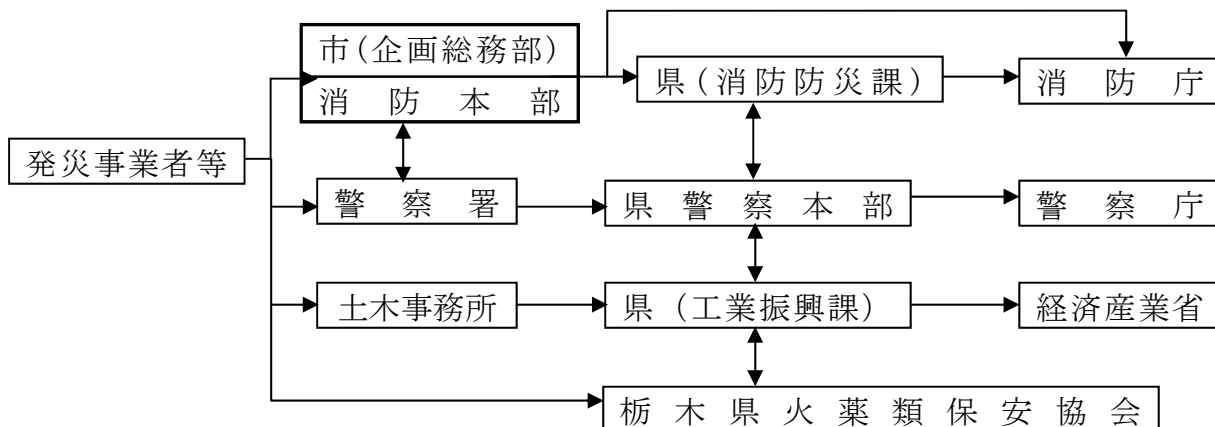 市(企画総務部)
消防本部
県(消防防災課)
消防庁
発災事業者等
警察署
県警察本部
警察庁
土木事務所
県(工業振興課)
経済産業省
栃木県火薬類保安協会